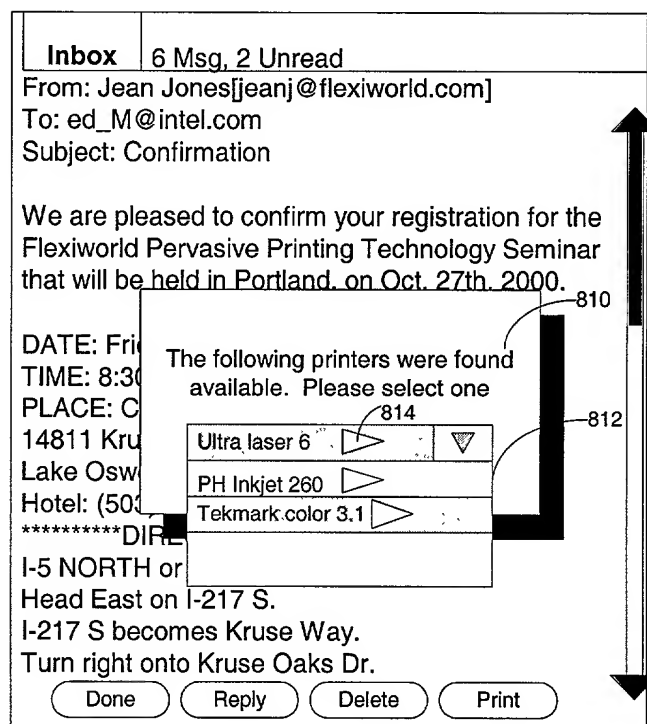 Inbox 6 Msg, 2 Unread
From: Jean Jones[jeanj@flexiworld.com]
To: ed_M@intel.com
Subject: Confirmation
We are pleased to confirm your registration for the
Flexiworld Pervasive Printing Technology Seminar
that will be held in Portland, on Oct. 27th, 2000.
810
DATE: Fri
The following printers were found
TIME: 8:30
available. Please select one
PLACE: C
814
812
14811 Kru
Ultra laser 6
Lake Osw
PH Inkjet 260
Hotel: (503)
Tekmark color 3.1
**********DIRE
I-5 NORTH or
Head East on I-217 S.
I-217 S becomes Kruse Way.
Turn right onto Kruse Oaks Dr.
Done Reply Delete Print